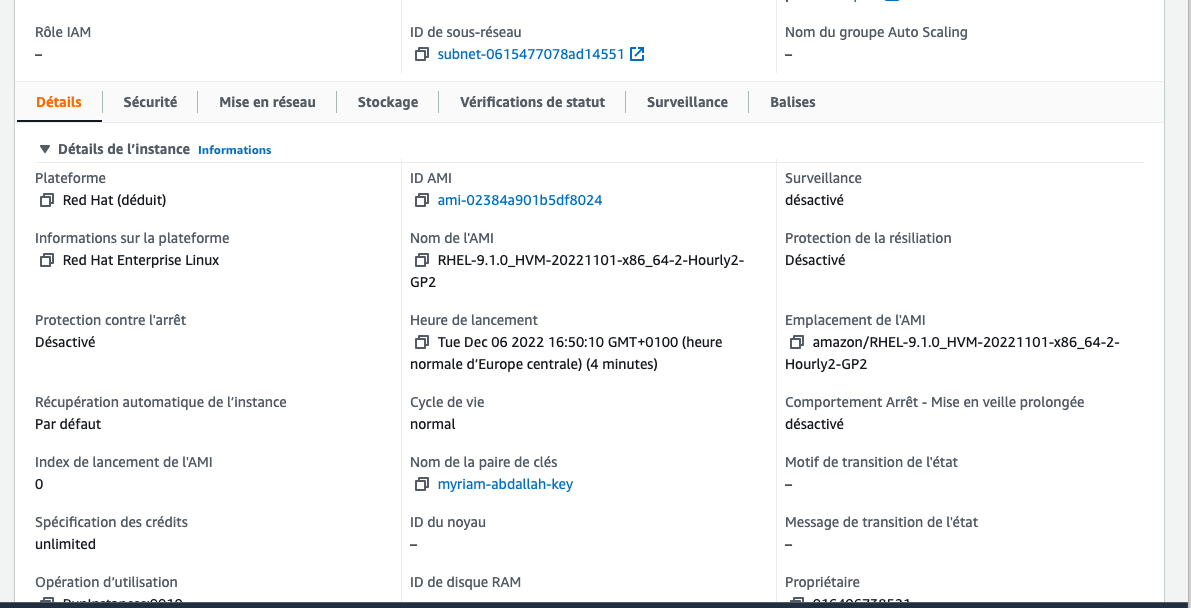 Rôle IAM
–
ID de sous-réseau
subnet-0615477078ad14551
Nom du groupe Auto Scaling
–
Détails
Sécurité
Mise en réseau
Stockage
Vérifications de statut
Surveillance
Balises
Détails de l’instance Informations
Plateforme
Red Hat (déduit)
ID AMI
ami-02384a901b5df8024
Surveillance
désactivé
Informations sur la plateforme
Red Hat Enterprise Linux
Nom de l'AMI
RHEL-9.1.0_HVM-20221101-x86_64-2-Hourly2-
GP2
Protection de la résiliation
Désactivé
Protection contre l'arrêt
Désactivé
Heure de lancement
Tue Dec 06 2022 16:50:10 GMT+0100 (heure
normale d’Europe centrale) (4 minutes)
Emplacement de l'AMI
amazon/RHEL-9.1.0_HVM-20221101-x86_64-2-
Hourly2-GP2
Récupération automatique de l’instance
Par défaut
Cycle de vie
normal
Comportement Arrêt - Mise en veille prolongée
désactivé
Index de lancement de l'AMI
0
Nom de la paire de clés
myriam-abdallah-key
Motif de transition de l'état
–
Spécification des crédits
unlimited
ID du noyau
–
Message de transition de l'état
–
Opération d’utilisation
ID de disque RAM
Propriétaire